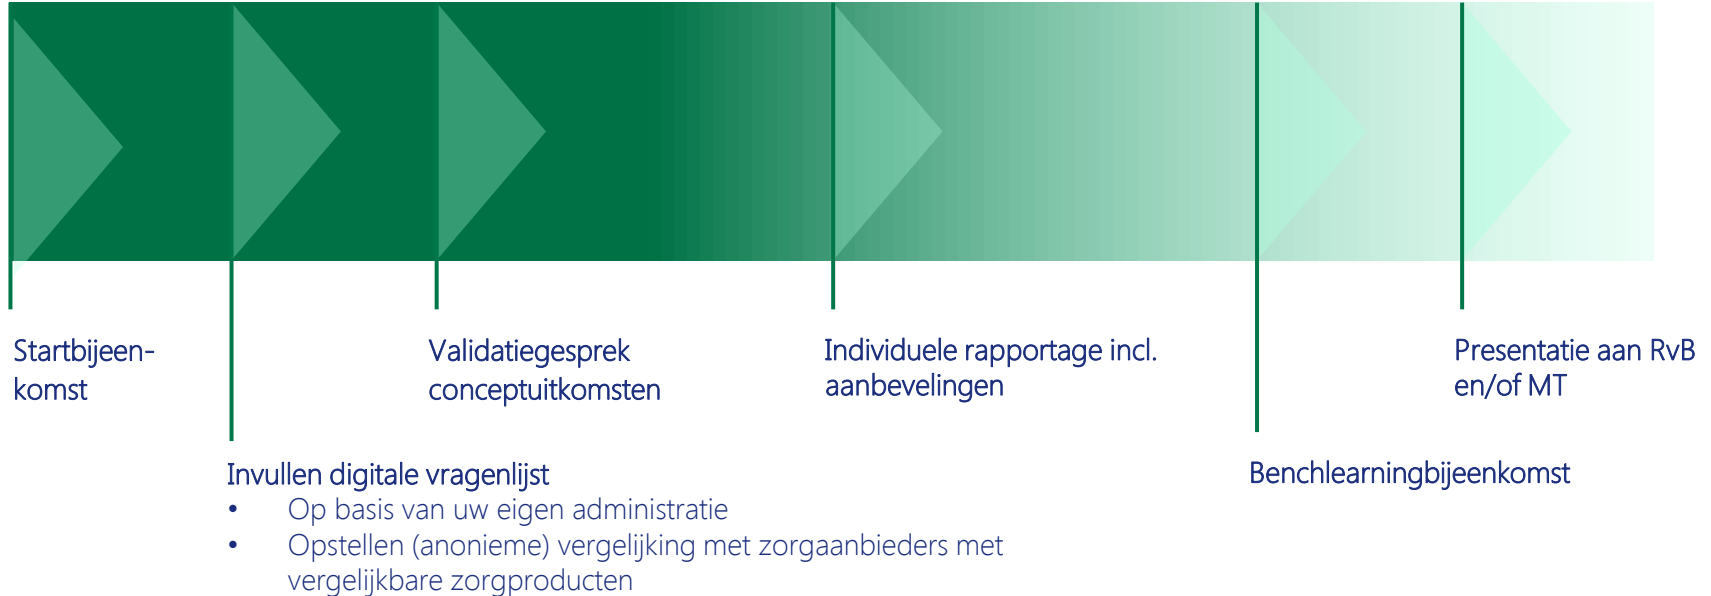 Startbijeen-
komst
Validatiegesprek
conceptuitkomsten
Individuele rapportage incl.
aanbevelingen
Presentatie aan RvB
en/of MT
Invullen digitale vragenlijst
• Op basis van uw eigen administratie
• Opstellen (anonieme) vergelijking met zorgaanbieders met
vergelijkbare zorgproducten
Benchlearningbijeenkomst